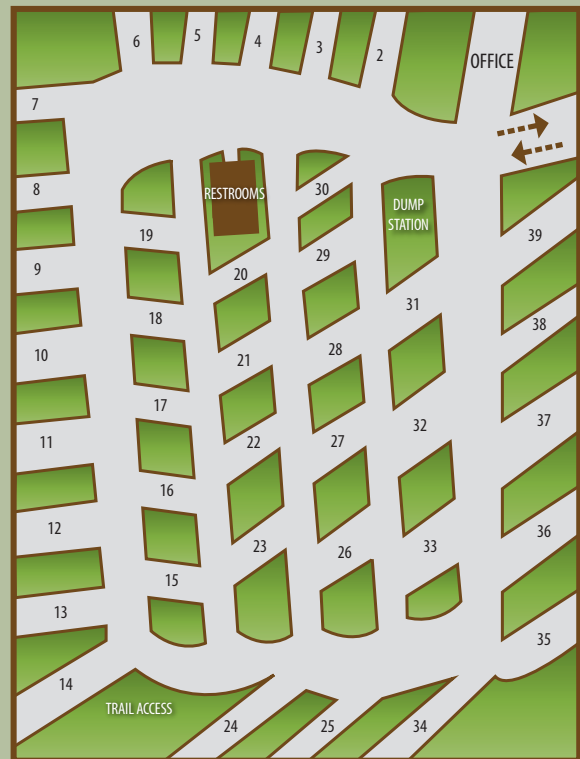 6 5 4 3 2 OFFICE
7
8 RESTROOMS 30 DUMP
STATION
19 39
9 20 29
18 31 38
10 21 28
17 32 37
11 22 27
16
12 23 26 33 36
15
13 35
14 TRAIL ACCESS 24 25 34